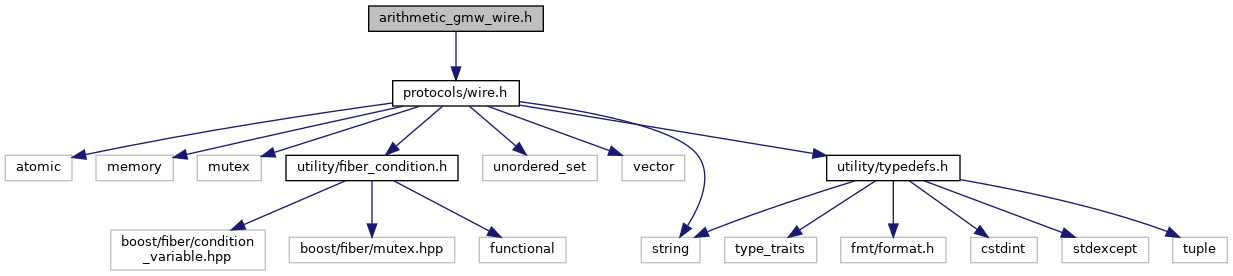 arithmetic_gmw_wire.h
protocols/wire.h
atomic
memory
mutex
utility/fiber_condition.h
unordered_set
vector
utility/typedefs.h
boost/fiber/condition
_variable.hpp
boost/fiber/mutex.hpp
functional
string
type_traits
fmt/format.h
cstdint
stdexcept
tuple